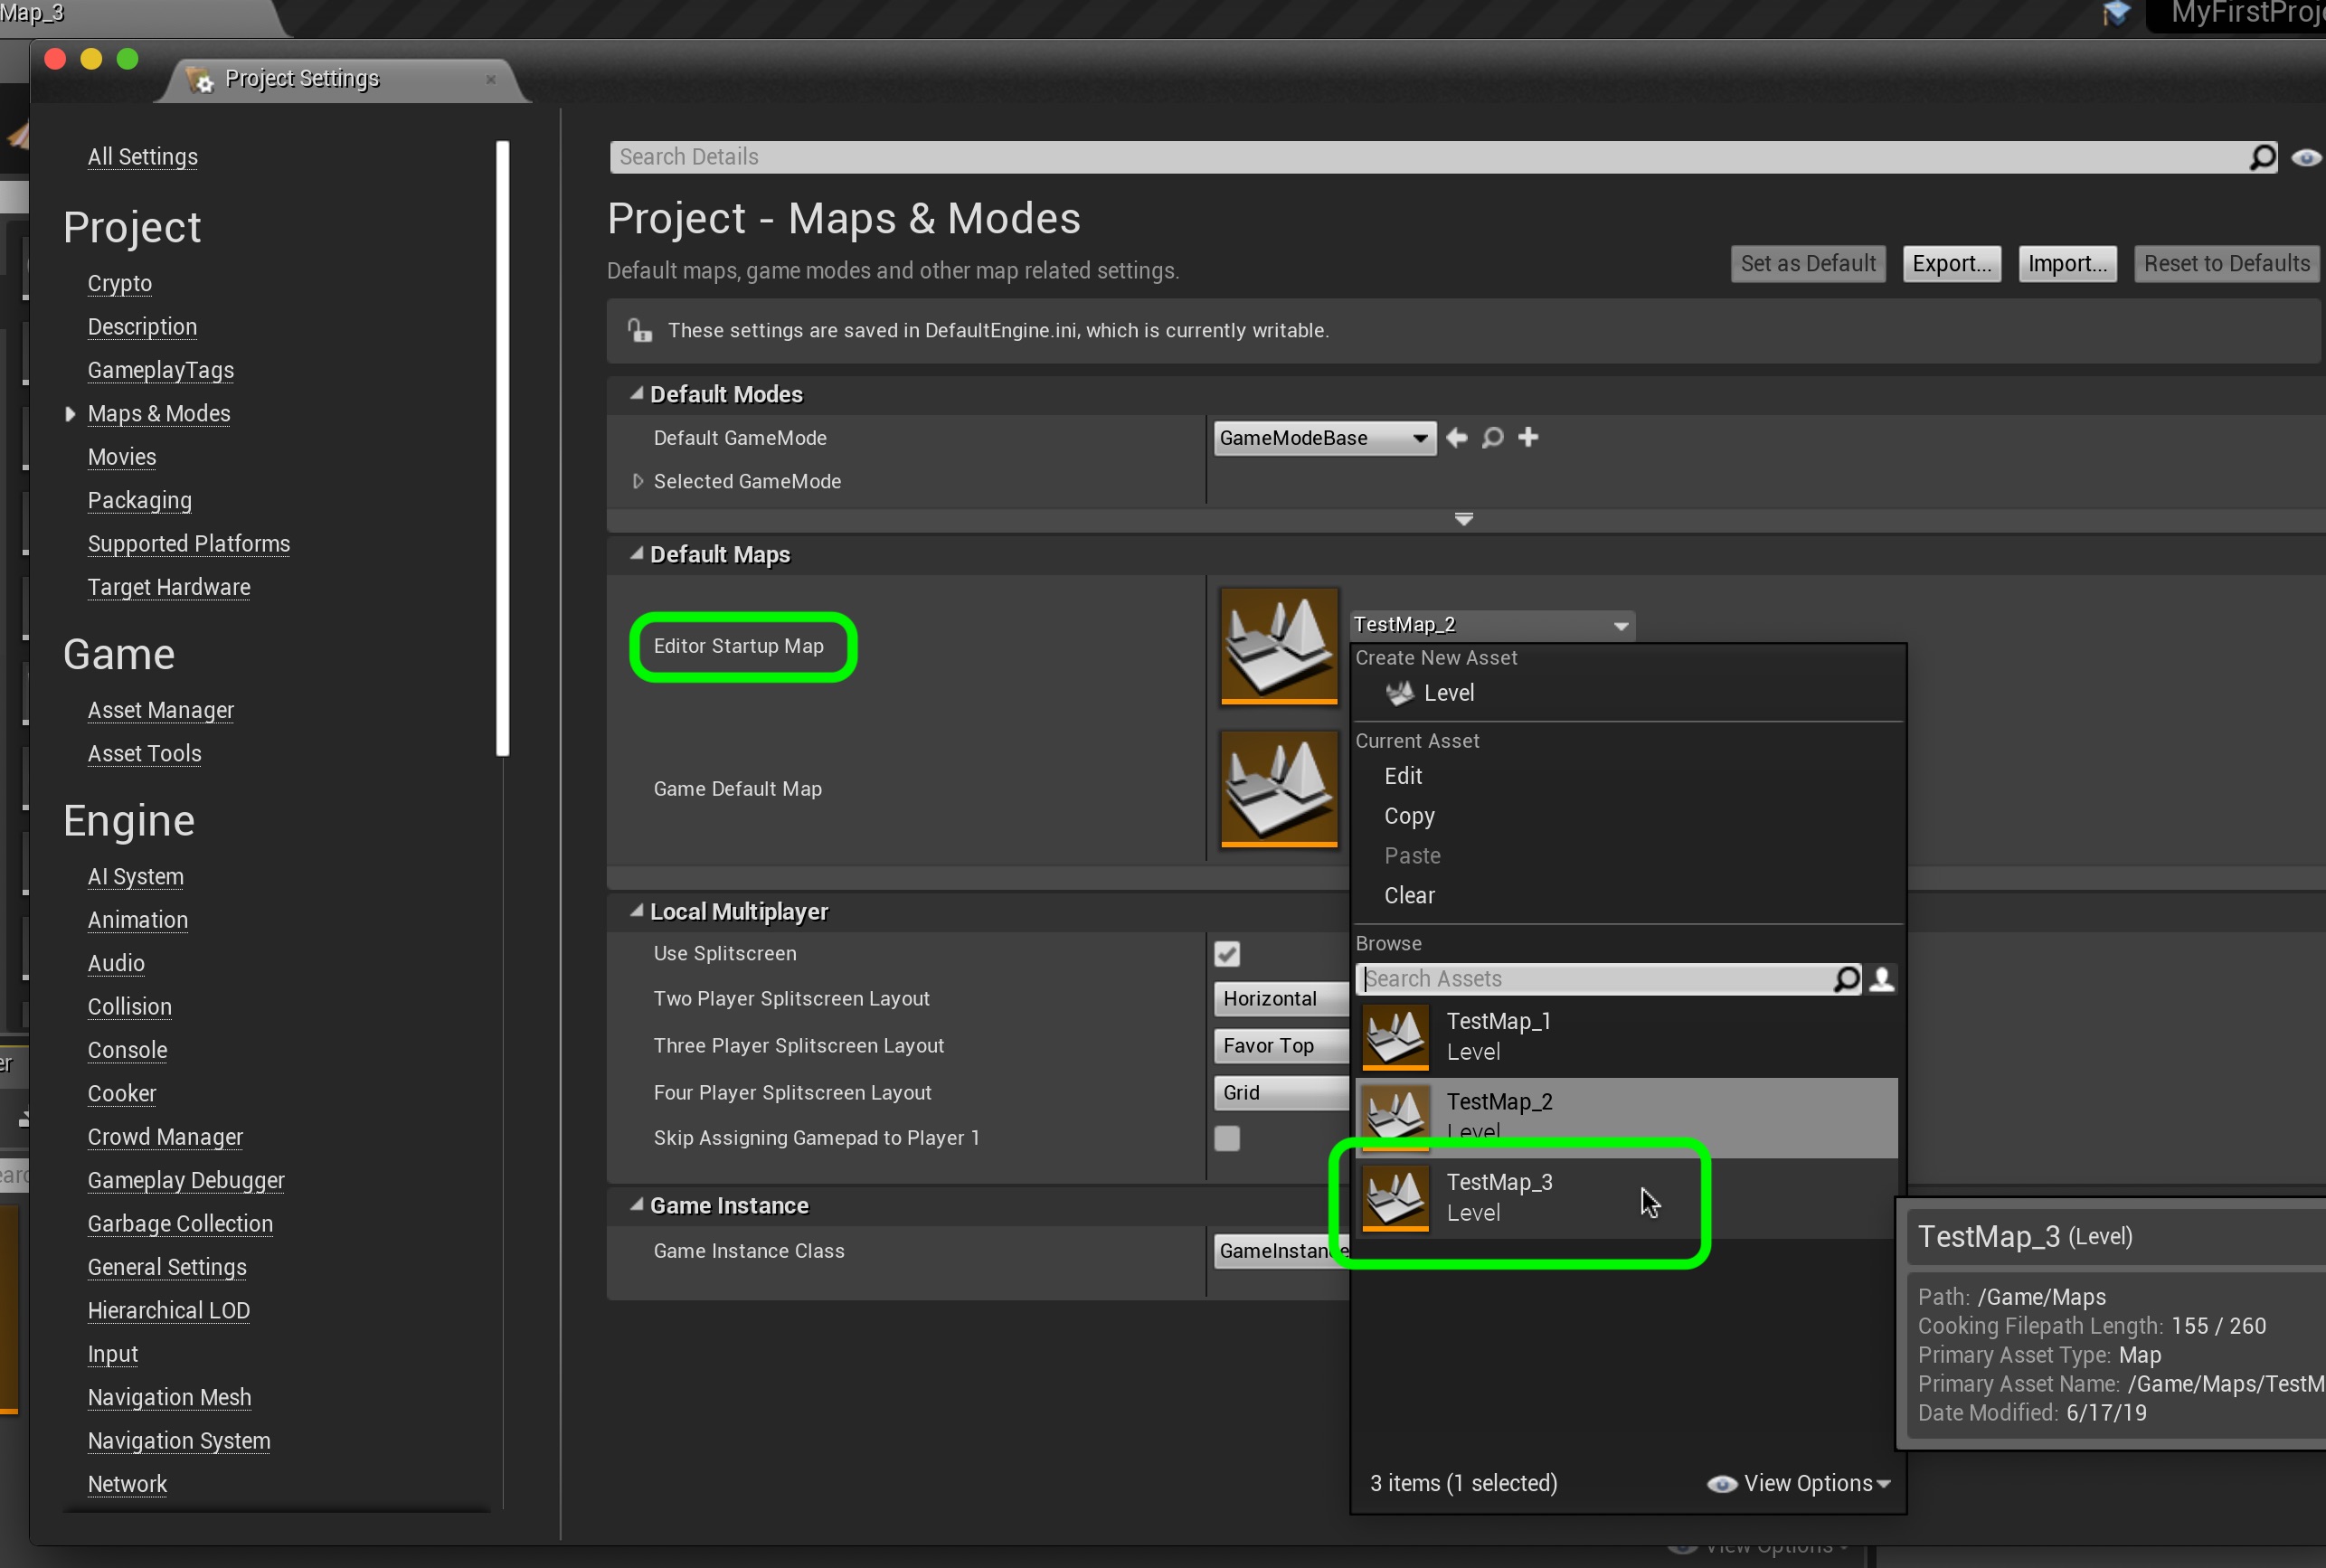 Map_3
MyFirstProj
Project Settings
All Settings
Project
Crypto
Description
GameplayTags
Maps & Modes
Movies
Packaging
Supported Platforms
Target Hardware
Game
Asset Manager
Asset Tools
Engine
AI System
Animation
Audio
Collision
Console
Cooker
Crowd Manager
Gameplay Debugger
Garbage Collection
General Settings
Hierarchical LOD
Input
Navigation Mesh
Navigation System
Network
Search Details
Project - Maps & Modes
Default maps, game modes and other map related settings.
Set as Default
Export...
Import...
Reset to Defaults
These settings are saved in DefaultEngine.ini, which is currently writable.
Default Modes
Default GameMode
GameModeBase
Selected GameMode
Default Maps
Editor Startup Map
TestMap_2
Game Default Map
Local Multiplayer
Use Splitscreen
Two Player Splitscreen Layout
Horizontal
Three Player Splitscreen Layout
Favor Top
Four Player Splitscreen Layout
Grid
Skip Assigning Gamepad to Player 1
Game Instance
Game Instance Class
GameInstance
Create New Asset
Level
Current Asset
Edit
Copy
Paste
Clear
Browse
Search Assets
TestMap_1
Level
TestMap_2
Level
TestMap_3
Level
3 items (1 selected)
View Options
TestMap_3 (Level)
Path: /Game/Maps
Cooking Filepath Length: 155 / 260
Primary Asset Type: Map
Primary Asset Name: /Game/Maps/TestM
Date Modified: 6/17/19
View Options